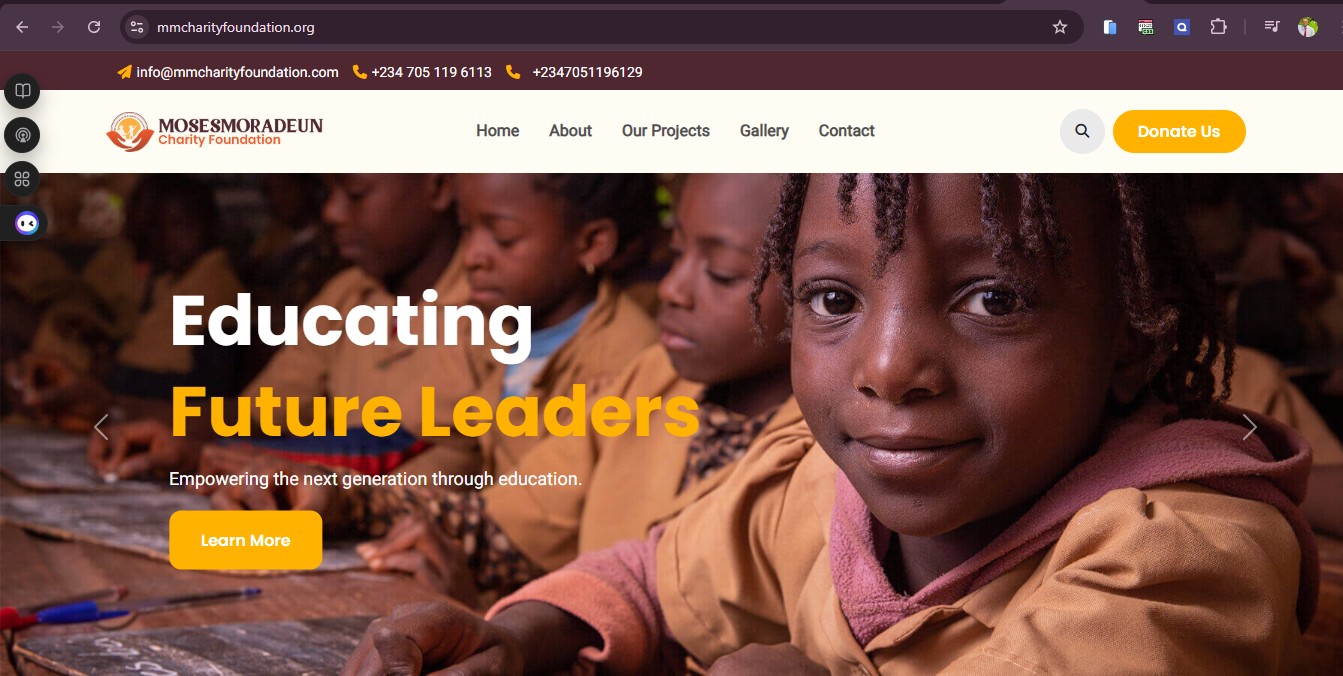 mmcharityfoundation.org
info@mmcharityfoundation.com +234 705 119 6113 +2347051196129
MOSESMORADEUN
Charity Foundation
Home About Our Projects Gallery Contact
Donate Us
Educating
Future Leaders
Empowering the next generation through education.
Learn More